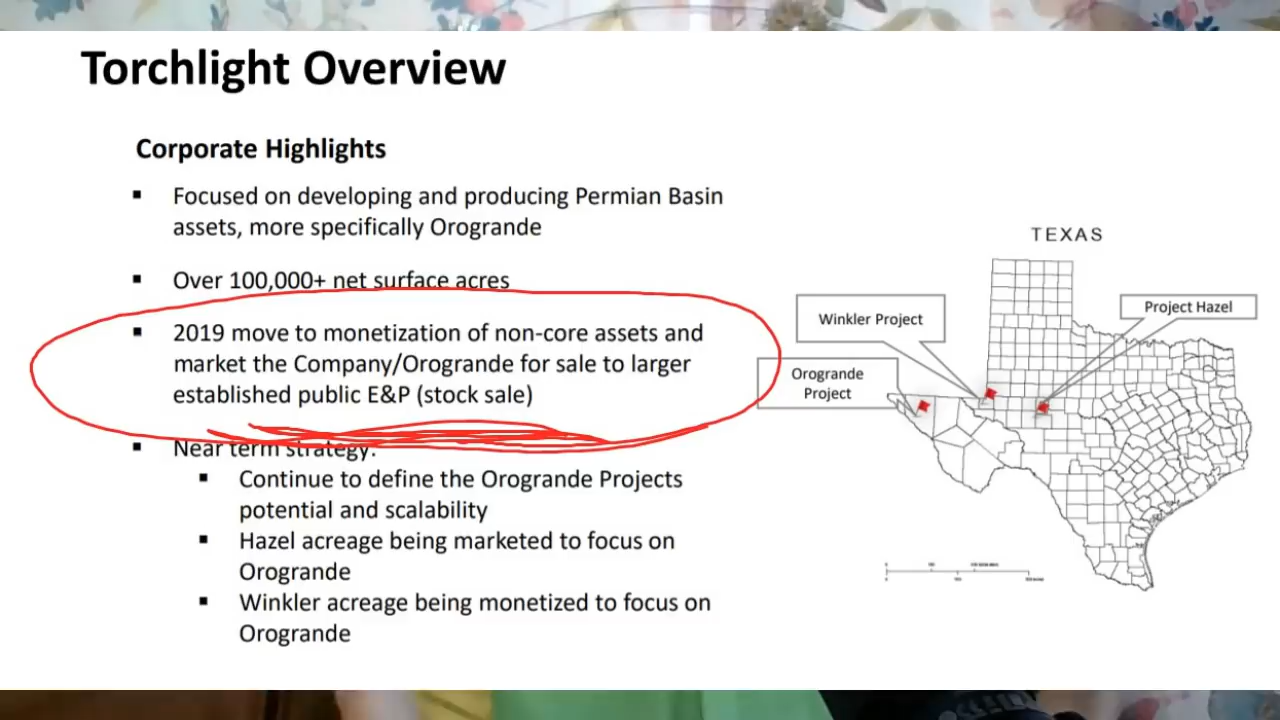 Torchlight Overview
Corporate Highlights
▪ Focused on developing and producing Permian Basin
assets, more specifically Orogrande
▪ Over 100,000+ net surface acres
▪ 2019 move to monetization of non-core assets and
market the Company/Orogrande for sale to larger
established public E&P (stock sale)
▪ Near term strategy:
▪ Continue to define the Orogrande Projects
potential and scalability
▪ Hazel acreage being marketed to focus on
Orogrande
▪ Winkler acreage being monetized to focus on
Orogrande
TEXAS
Winkler Project
Project Hazel
Orogrande
Project